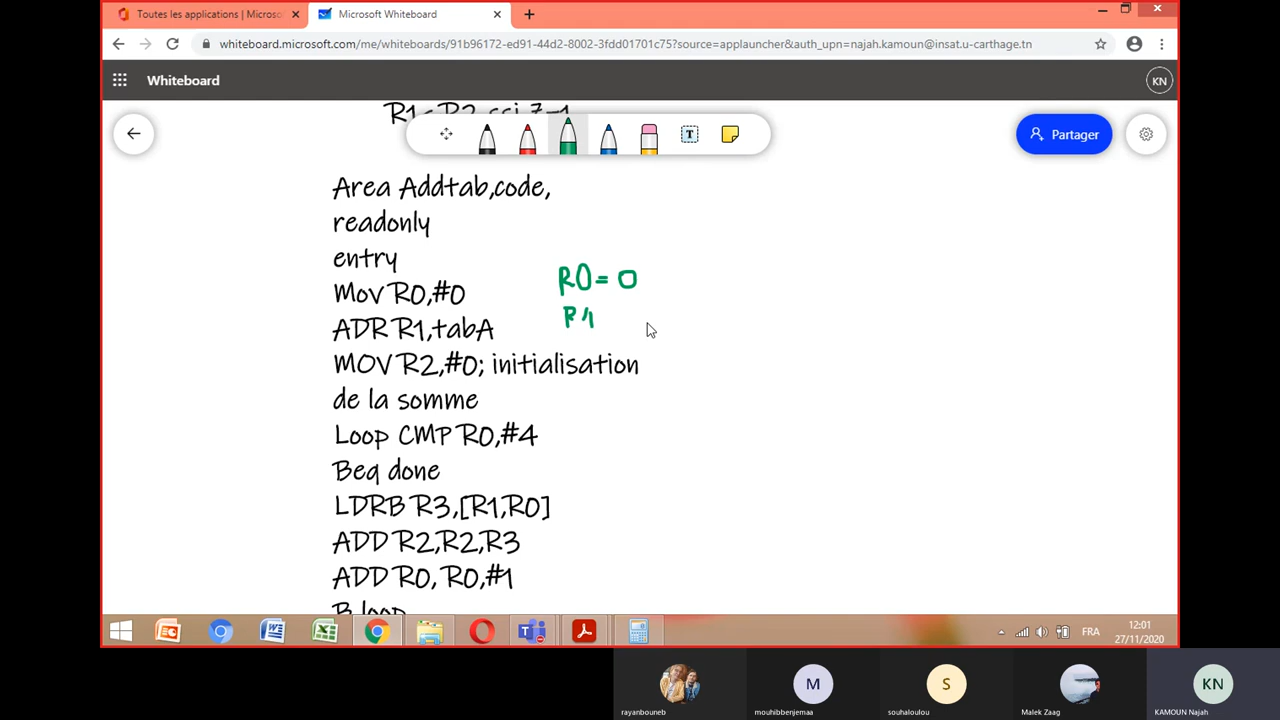 Toutes les applications | Microso
Microsoft Whiteboard
whiteboard.microsoft.com/me/whiteboards/91b96172-ed91-44d2-8002-3fdd01701c75?source=applauncher&auth_upn=najah.kamoun@insat.u-carthage.tn
Whiteboard
KN
Partager
Area Addtab,code,
readonly
entry
Mov R0,#0
R0= 0
ADR R1,tabA
R1
MOV R2,#0; initialisation
de la somme
Loop CMP R0,#4
Beq done
LDRB R3,[R1,R0]
ADD R2,R2,R3
ADD R0, R0,#1
B loop
FRA
12:01
27/11/2020
M
S
KN
rayanbouneb
mouhibbenjemaa
souhaloulou
Malek Zaag
KAMOUN Najah